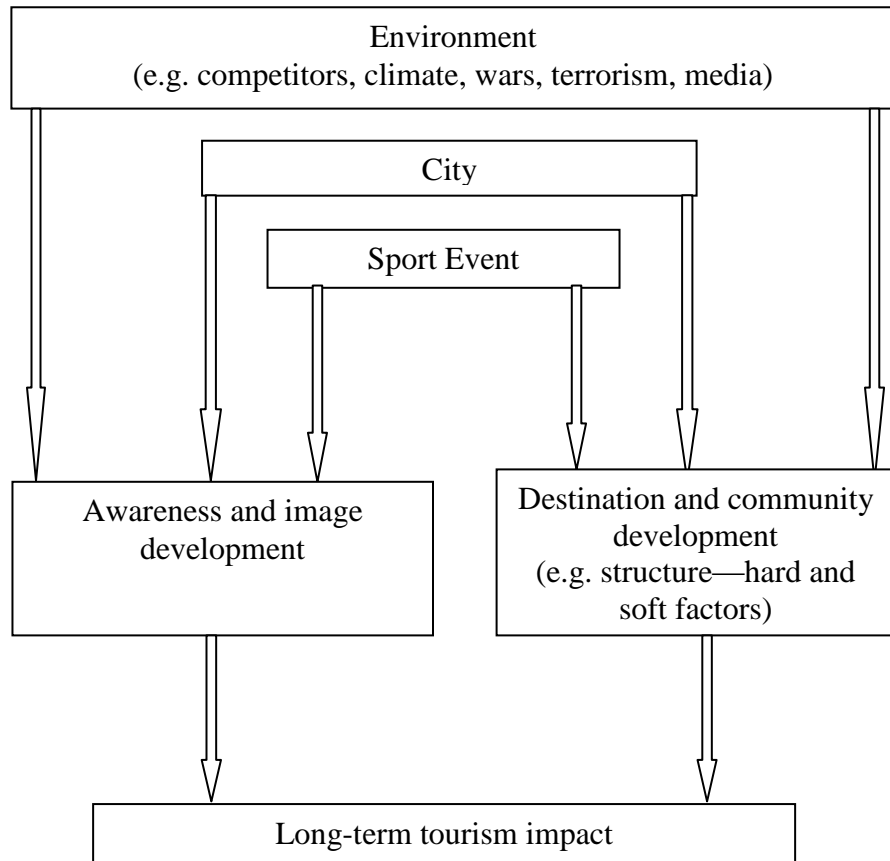 Environment
(e.g. competitors, climate, wars, terrorism, media)
City
Sport Event
Awareness and image
development
Destination and community
development
(e.g. structure—hard and
soft factors)
Long-term tourism impact